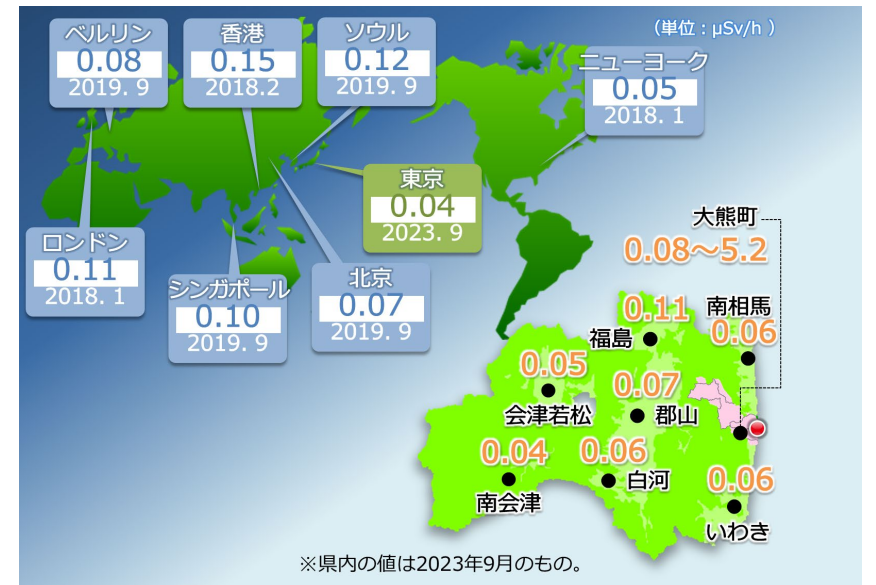 (単位：μSv/h )
ベルリン
0.08
2019. 9
香港
0.15
2018.2
ソウル
0.12
2019. 9
ニューヨーク
0.05
2018. 1
東京
0.04
2023. 9
ロンドン
0.11
2018. 1
シンガポール
0.10
2019. 9
北京
0.07
2019. 9
大熊町
0.08～5.2
0.11
福島
南相馬
0.06
0.05
会津若松
0.07
郡山
0.04
南会津
0.06
白河
0.06
いわき
※県内の値は2023年9月のもの。